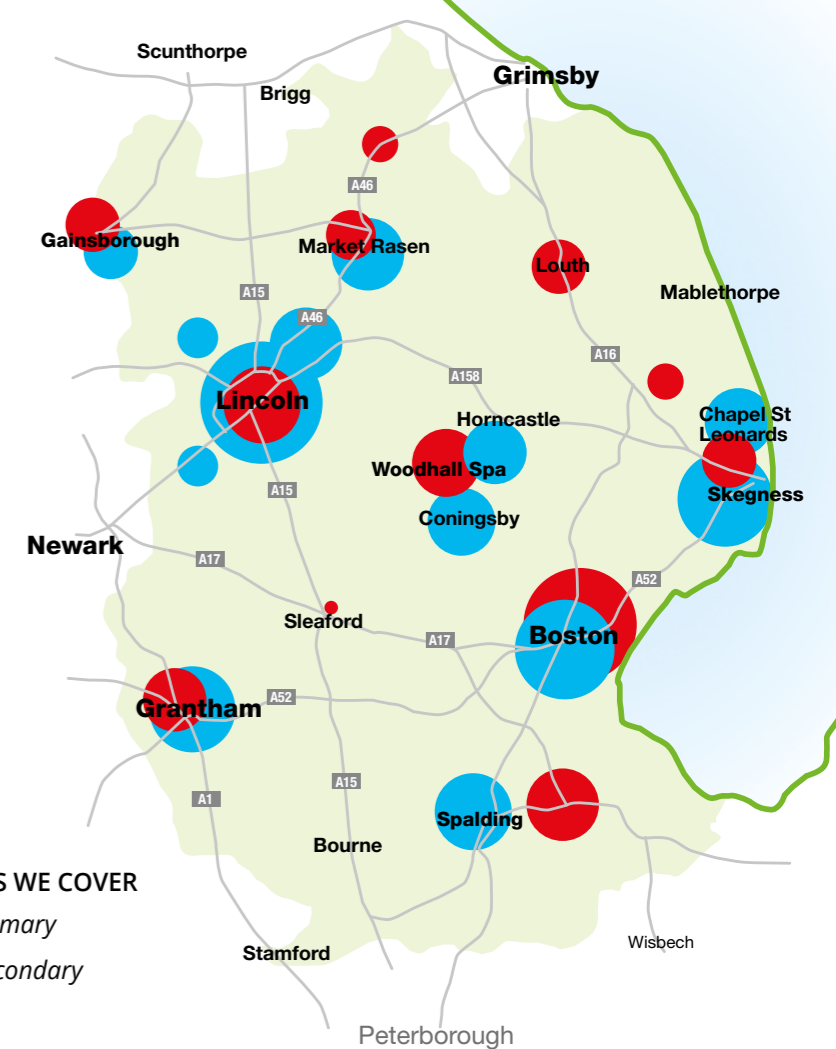 Scunthorpe
Grimsby
Brigg
A46
Gainsborough
Market Rasen
Louth
Mablethorpe
A15
A46
A16
A158
Lincoln
Horncastle
Chapel St
Leonards
Woodhall Spa
A15
Skegness
Coningsby
Newark
A17
A52
Sleaford
A17
Boston
A52
Grantham
A15
A1
Spalding
Bourne
S WE COVER
mary
condary
Wisbech
Stamford
Peterborough